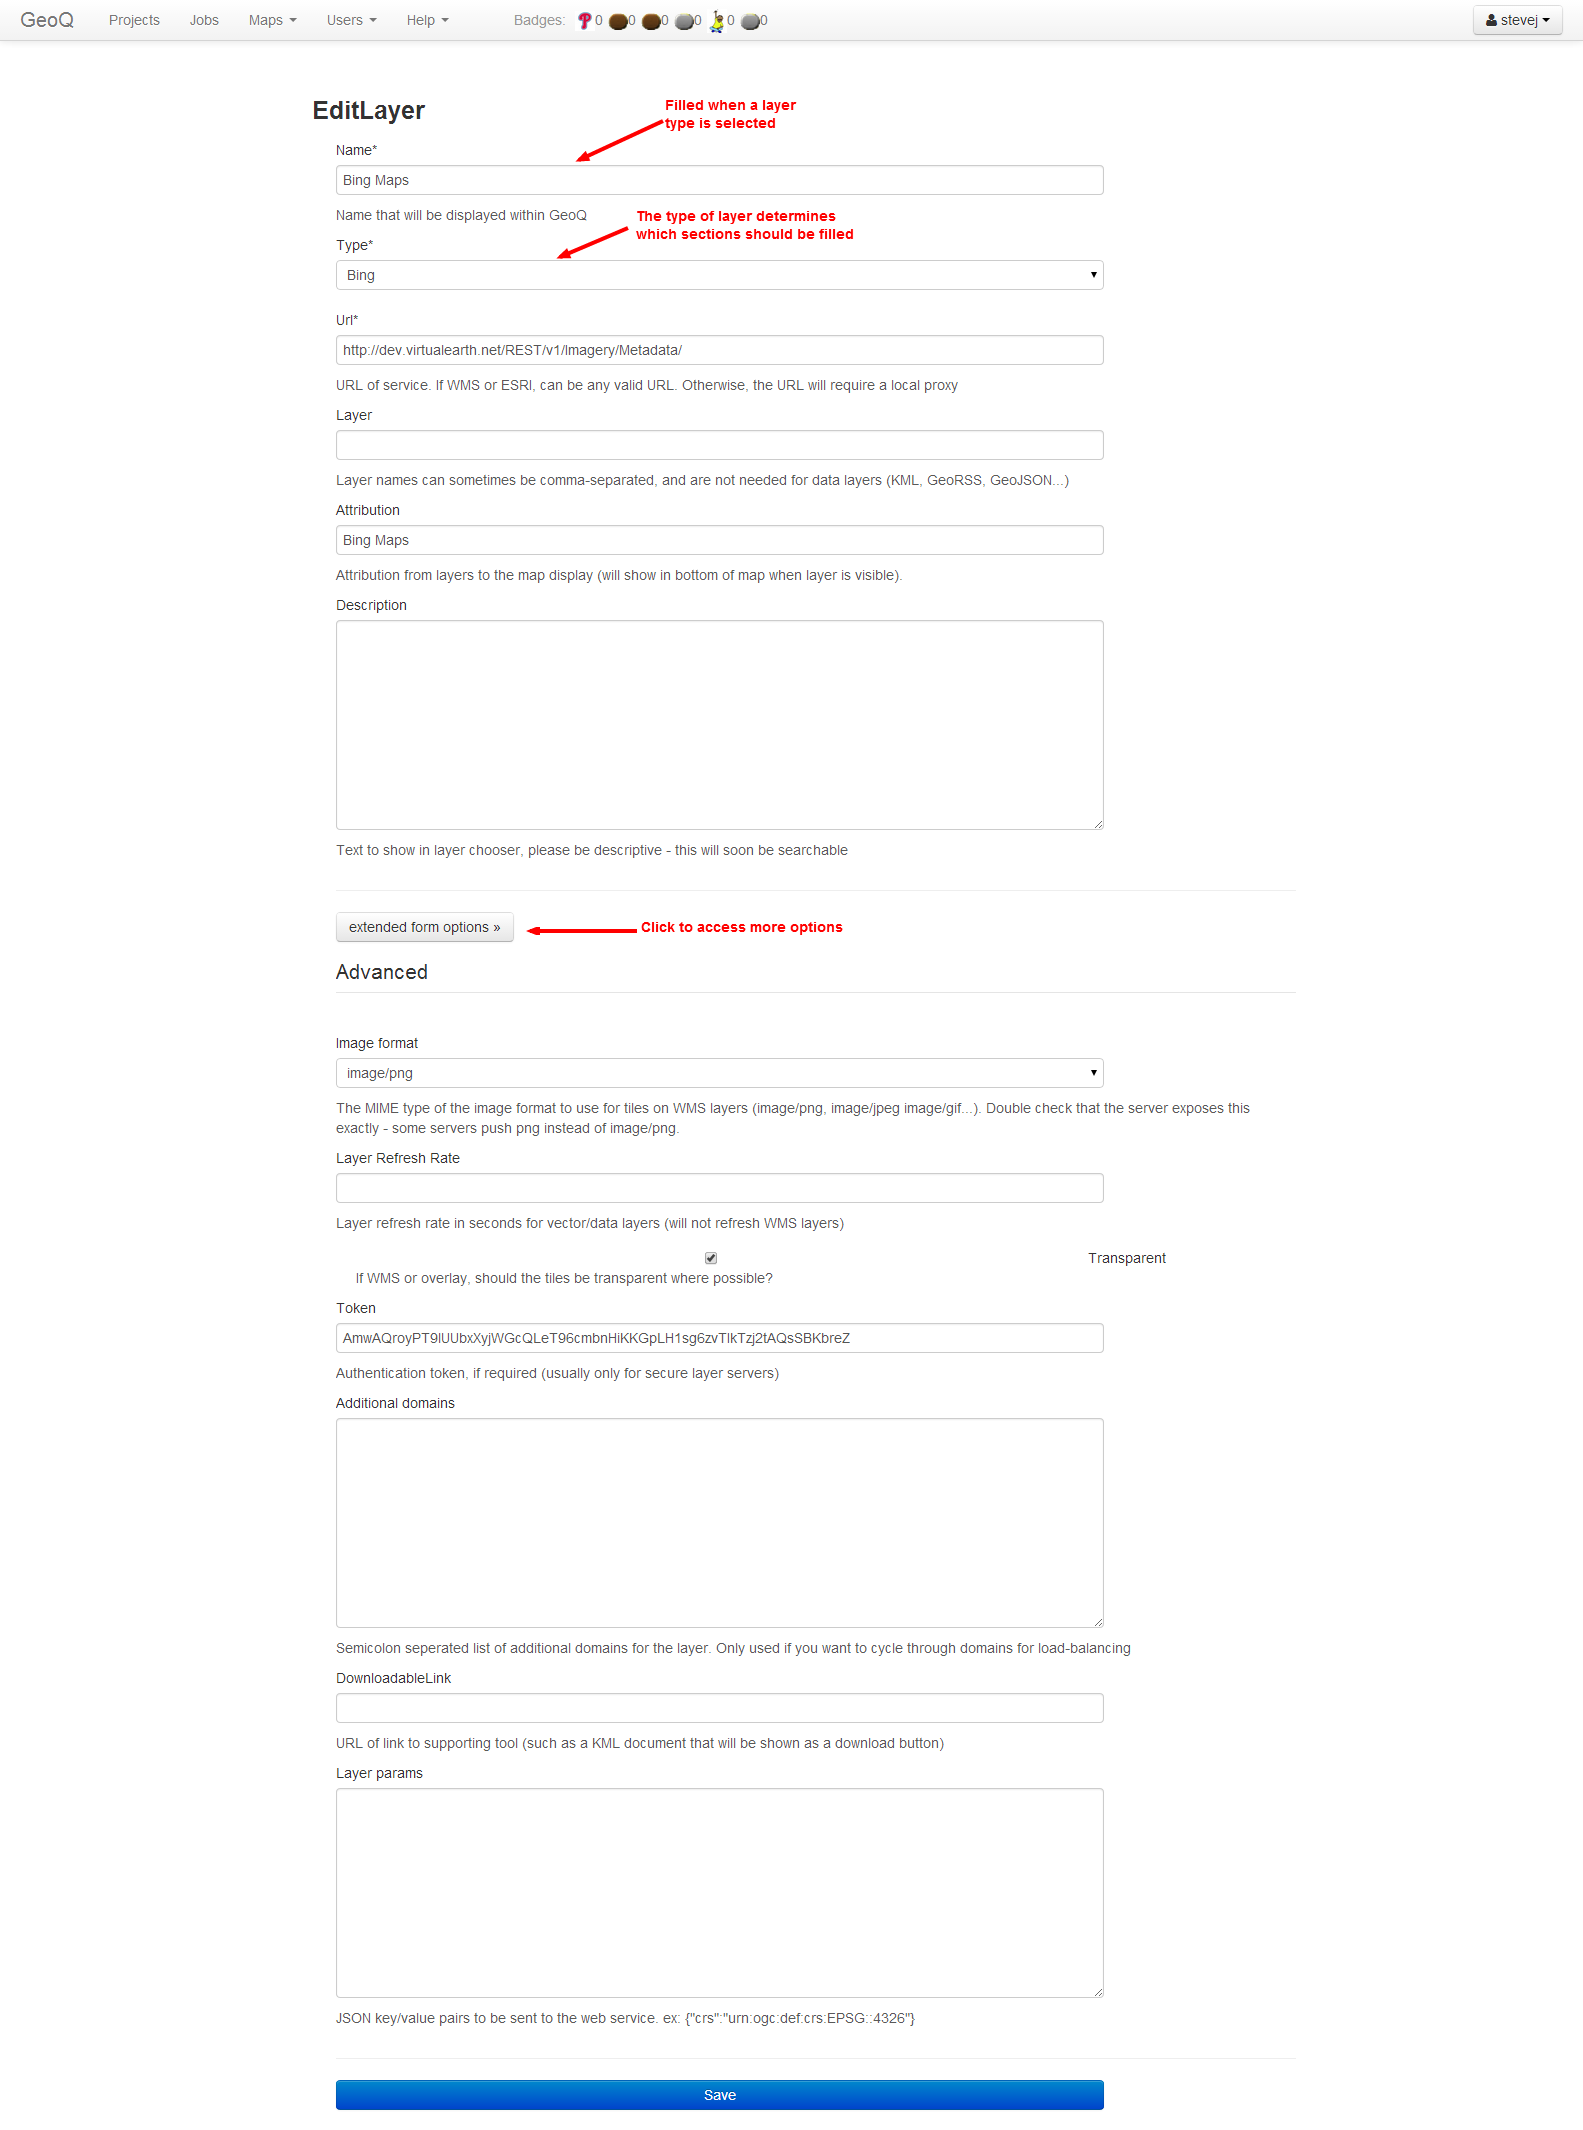 GeoQ Projects Jobs Maps Users Help Badges: 0 0 0 0 0 0 stevej
EditLayer
Filled when a layer
type is selected
Name*
Bing Maps
Name that will be displayed within GeoQ
The type of layer determines
which sections should be filled
Type*
Bing
Url*
http://dev.virtualearth.net/REST/v1/Imagery/Metadata/
URL of service. If WMS or ESRI, can be any valid URL. Otherwise, the URL will require a local proxy
Layer
Layer names can sometimes be comma-separated, and are not needed for data layers (KML, GeoRSS, GeoJSON...)
Attribution
Bing Maps
Attribution from layers to the map display (will show in bottom of map when layer is visible).
Description
Text to show in layer chooser, please be descriptive - this will soon be searchable
extended form options »
Click to access more options
Advanced
Image format
image/png
The MIME type of the image format to use for tiles on WMS layers (image/png, image/jpeg image/gif...). Double check that the server exposes this
exactly - some servers push png instead of image/png.
Layer Refresh Rate
Layer refresh rate in seconds for vector/data layers (will not refresh WMS layers)
Transparent
If WMS or overlay, should the tiles be transparent where possible?
Token
Authentication token, if required (usually only for secure layer servers)
Additional domains
Semicolon seperated list of additional domains for the layer. Only used if you want to cycle through domains for load-balancing
DownloadableLink
URL of link to supporting tool (such as a KML document that will be shown as a download button)
Layer params
JSON key/value pairs to be sent to the web service. ex: {"crs":"urn:ogc:def:crs:EPSG::4326"}
Save